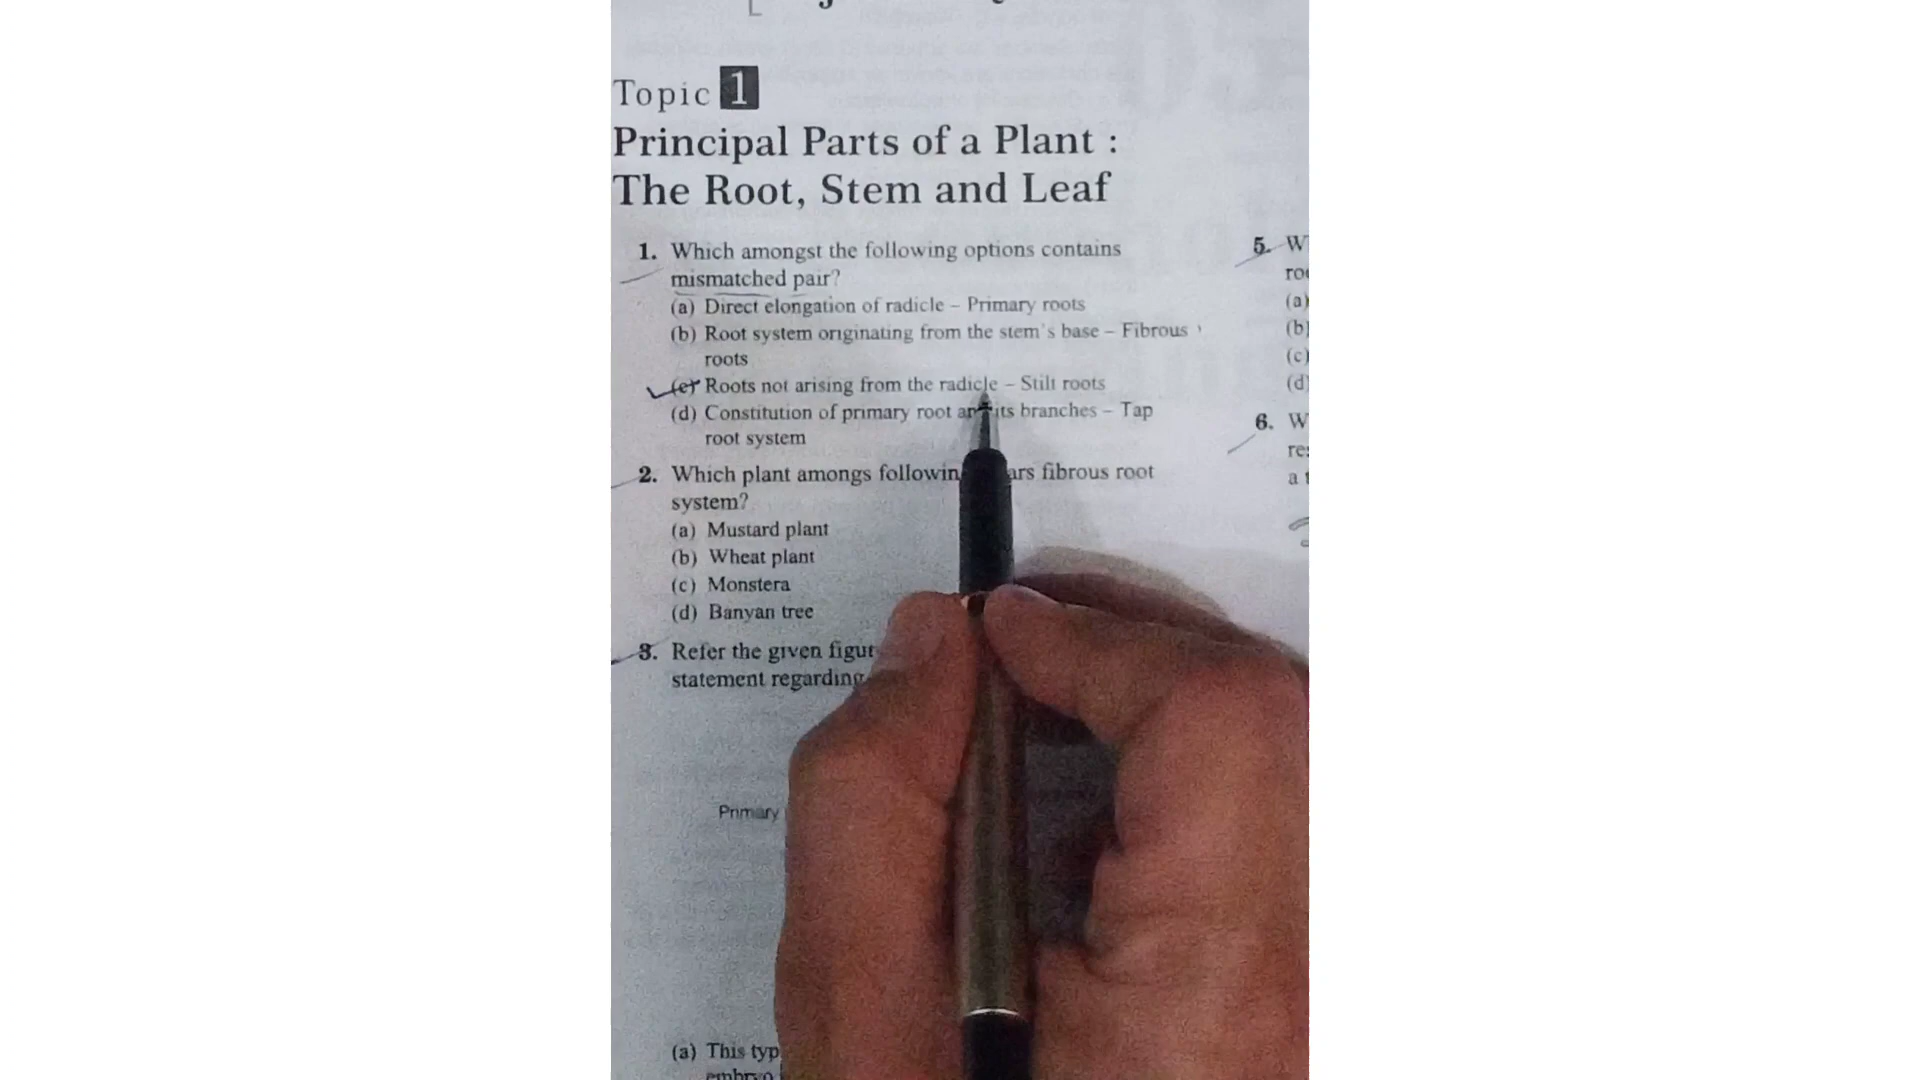 Topic 1
Principal Parts of a Plant :
The Root, Stem and Leaf
1. Which amongst the following options contains
mismatched pair?
(a) Direct elongation of radicle – Primary roots
(b) Root system originating from the stem's base – Fibrous
roots
(c) Roots not arising from the radicle – Stilt roots
(d) Constitution of primary root its branches – Tap
root system
2. Which plant amongs followin ars fibrous root
system?
(a) Mustard plant
(b) Wheat plant
(c) Monstera
(d) Banyan tree
3. Refer the given figur
statement regarding
Primary
(a) This typ
embryo
5. W
ro
(a)
(b)
(c)
(d)
6. W
re
a